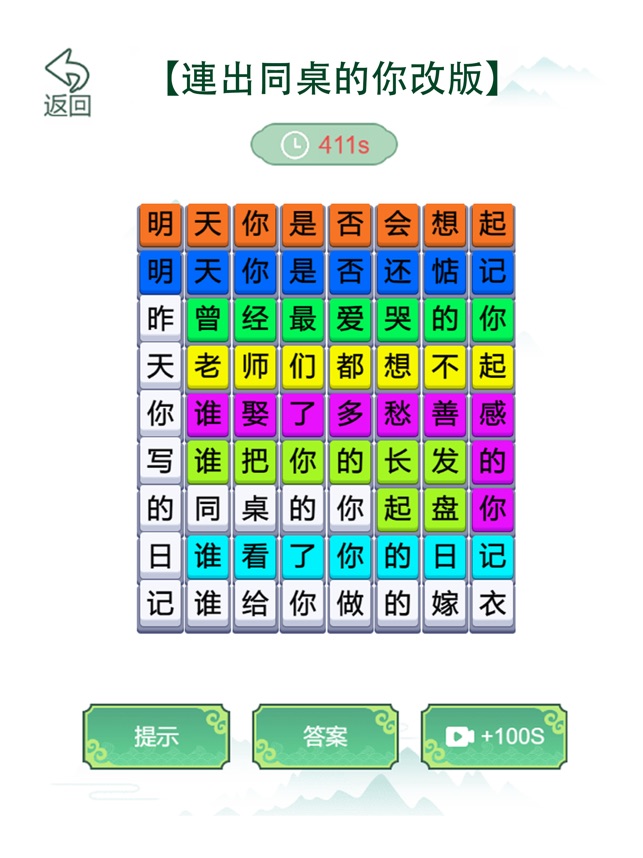 返回
【連出同桌的你改版】
411s
明天你是否会想起
明天你是否还惦记
昨曾经最爱哭的你
天老师们都想不起
你谁娶了多愁善感
写谁把你的长发的
的同桌的你起盘你
日谁看了你的日记
记谁给你做的嫁衣
提示
答案
+100S